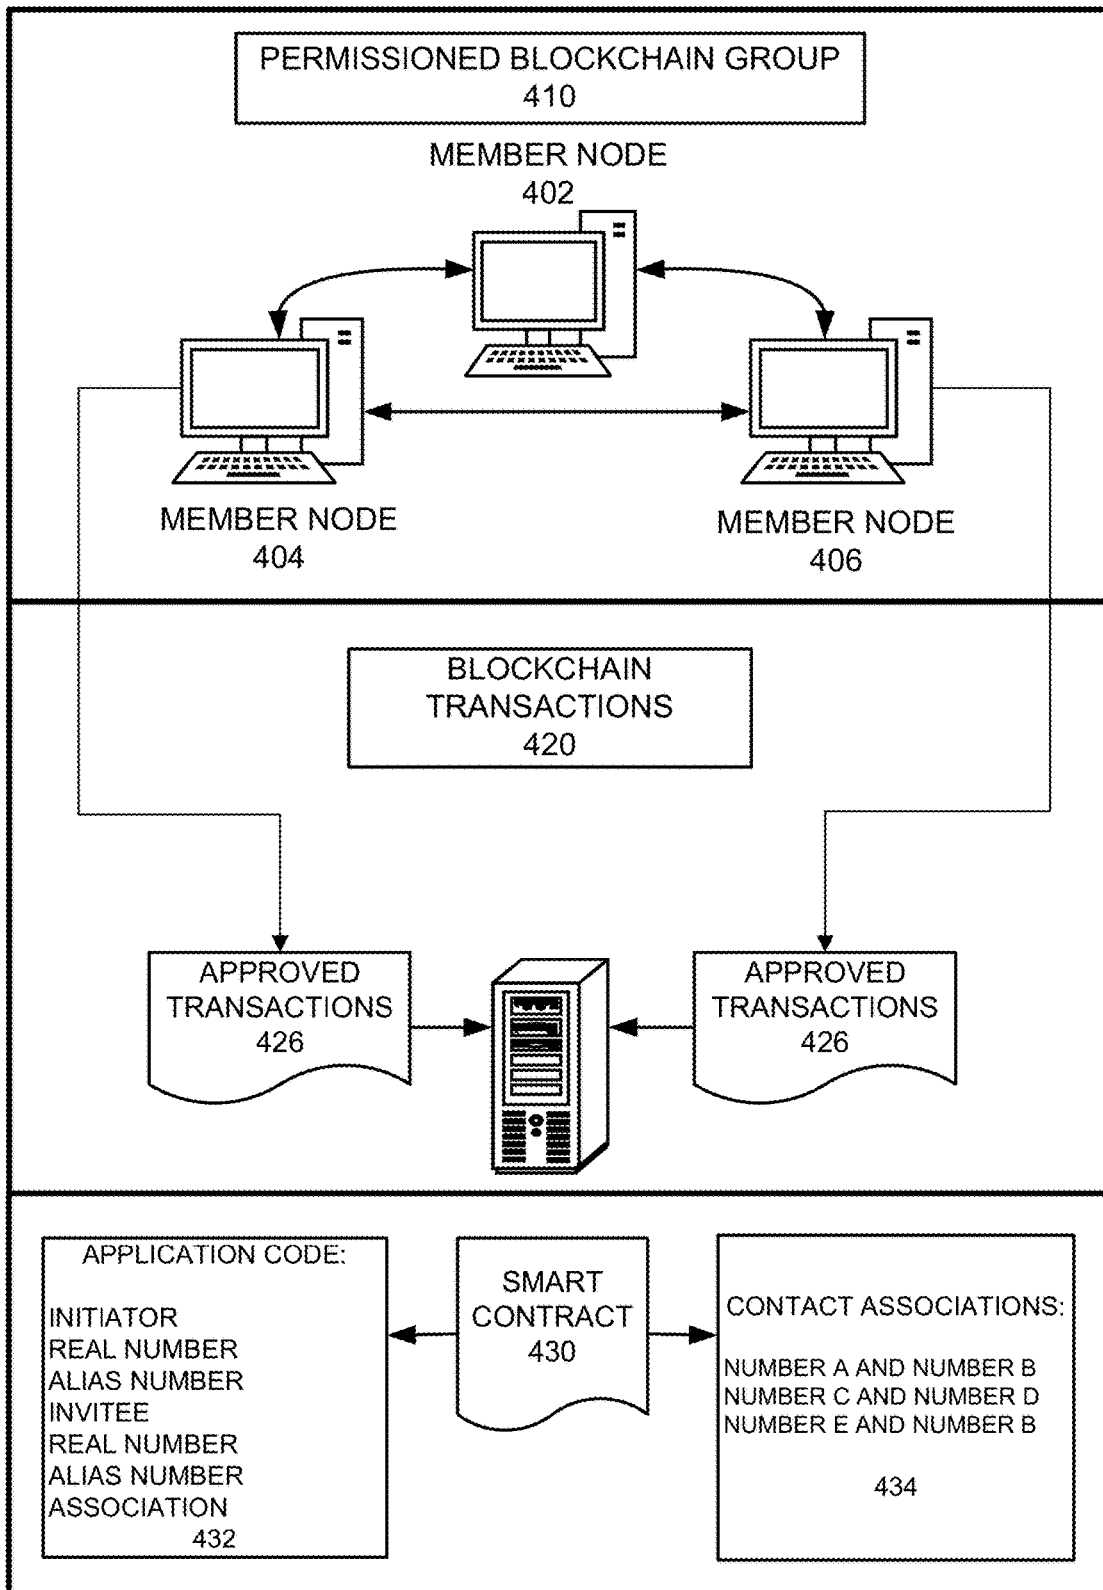 PERMISSIONED BLOCKCHAIN GROUP
410
MEMBER NODE
402
MEMBER NODE
404
MEMBER NODE
406
BLOCKCHAIN
TRANSACTIONS
420
APPROVED
TRANSACTIONS
426
APPROVED
TRANSACTIONS
426
APPLICATION CODE:
INITIATOR
REAL NUMBER
ALIAS NUMBER
INVITEE
REAL NUMBER
ALIAS NUMBER
ASSOCIATION
432
SMART
CONTRACT
430
CONTACT ASSOCIATIONS:
NUMBER A AND NUMBER B
NUMBER C AND NUMBER D
NUMBER E AND NUMBER B
434